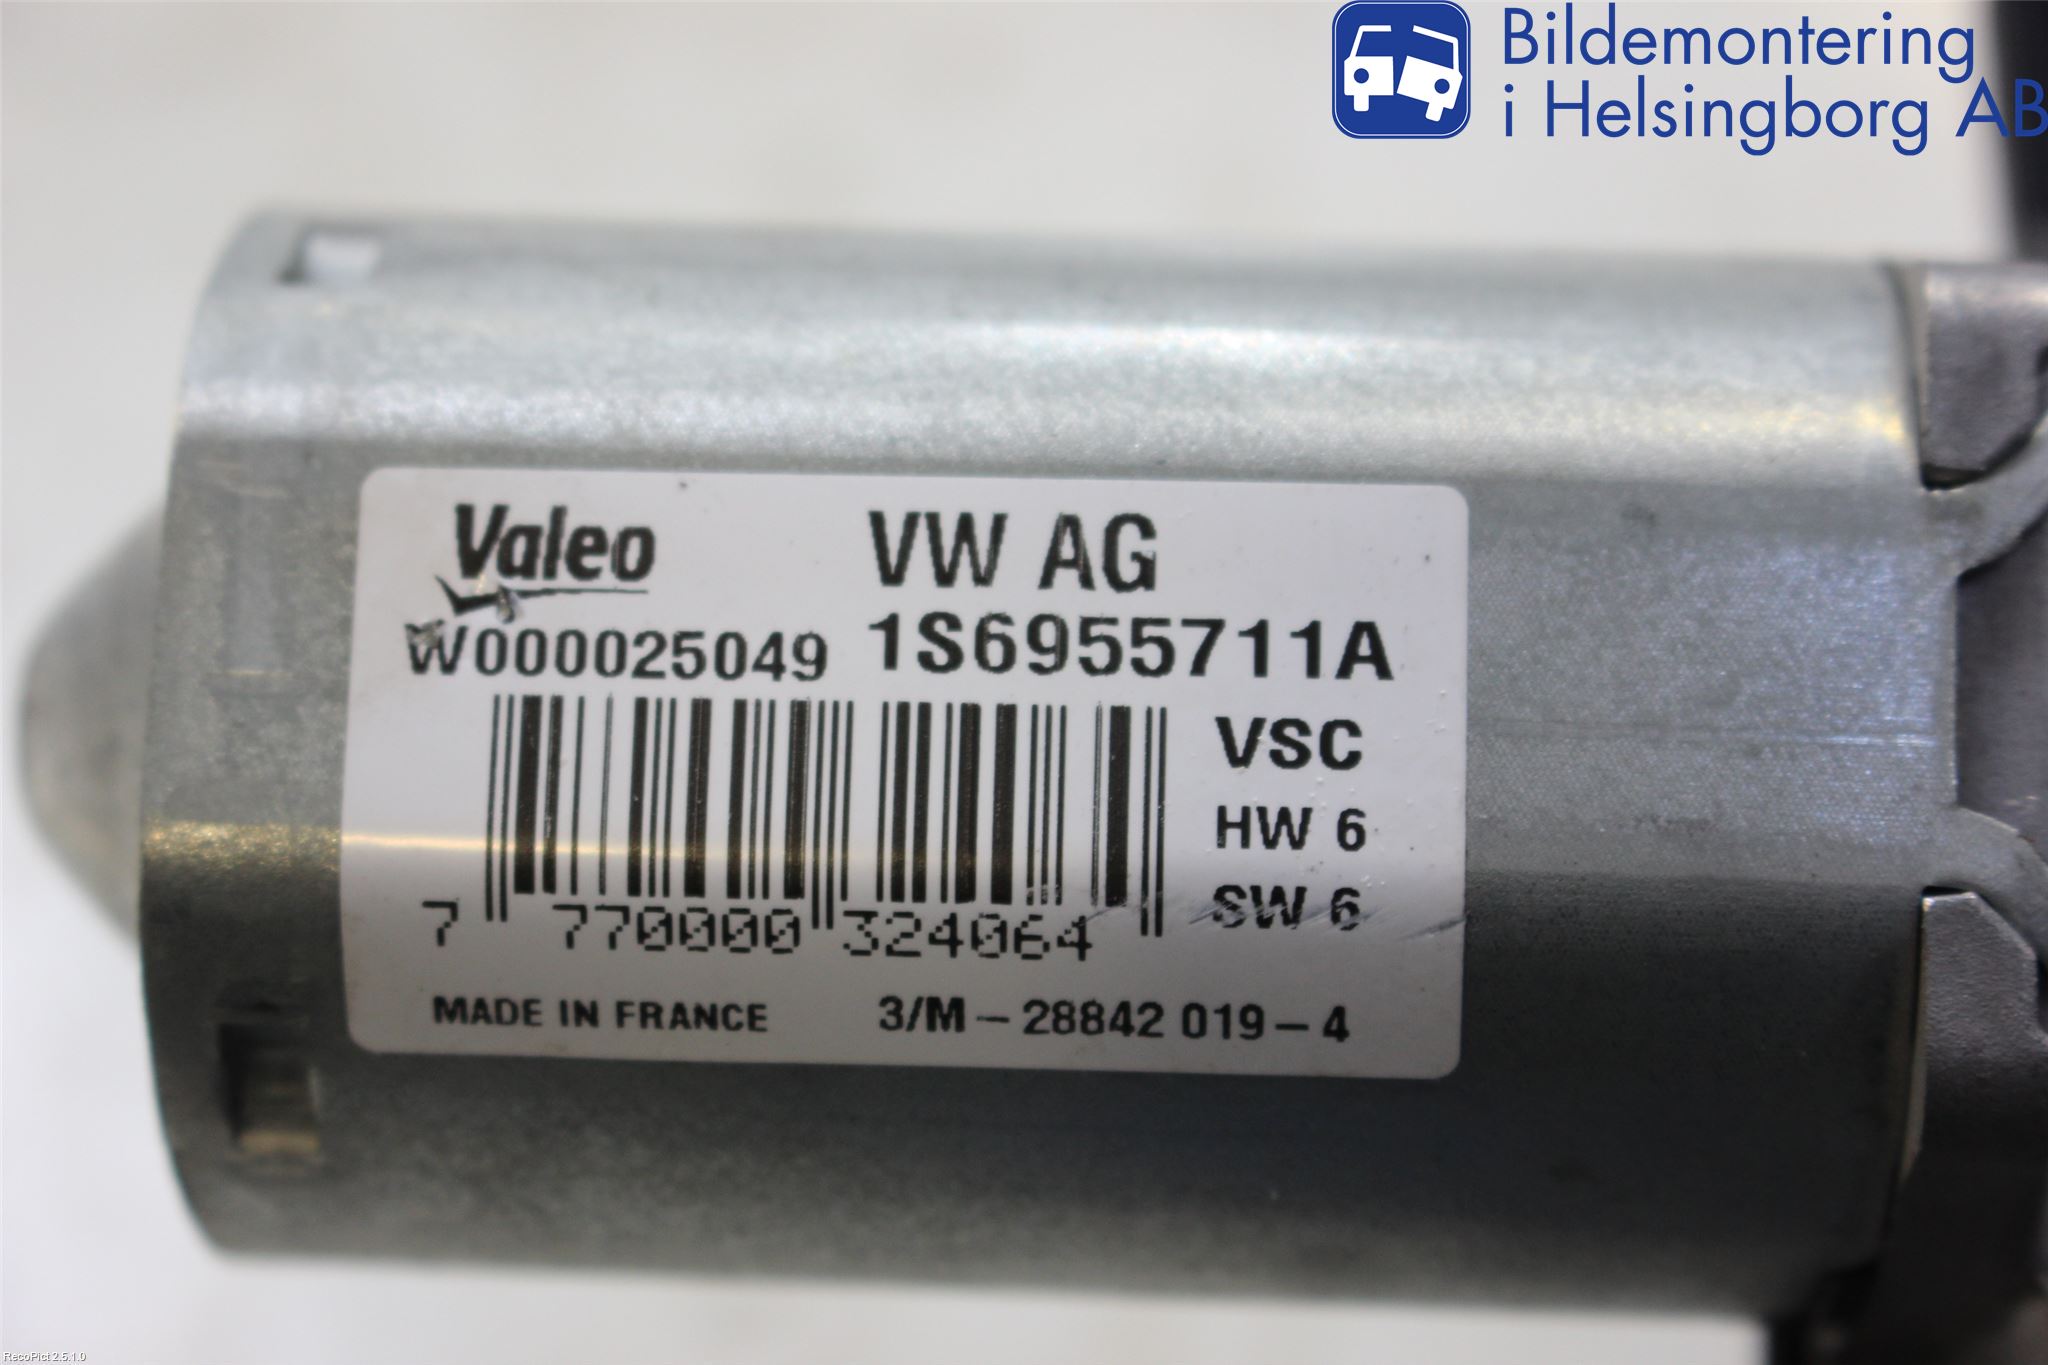 Bildemontering
i Helsingborg AB
Valeo
VW AG
W000025049
1S6955711A
VSC
HW 6
SW 6
7 770000 324064
MADE IN FRANCE
3/M-28842 019-4
RecoPict 2.5.1.0